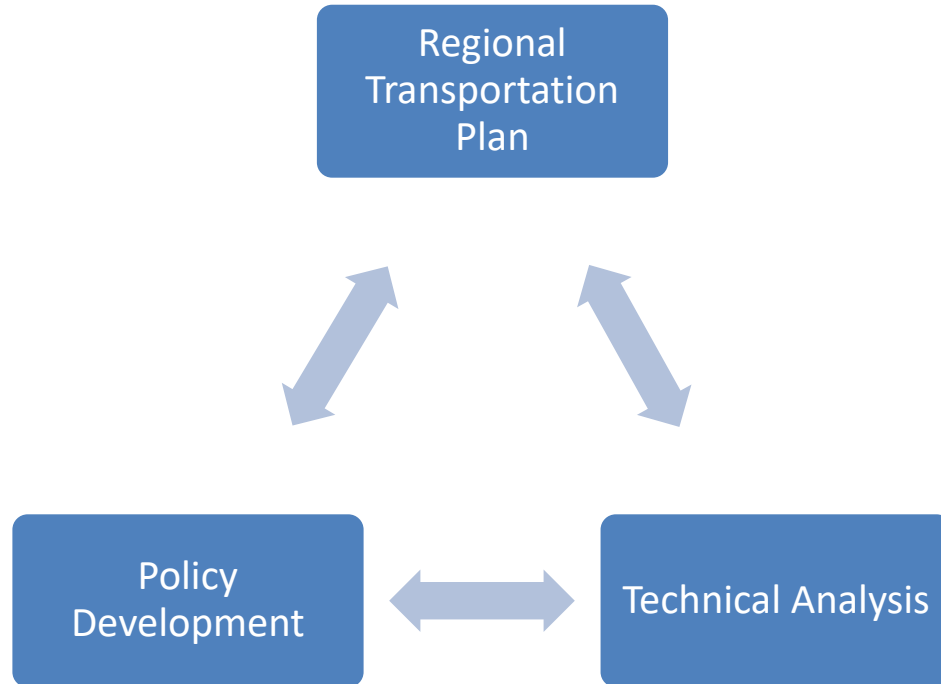 Regional
Transportation
Plan
Policy
Development
Technical Analysis